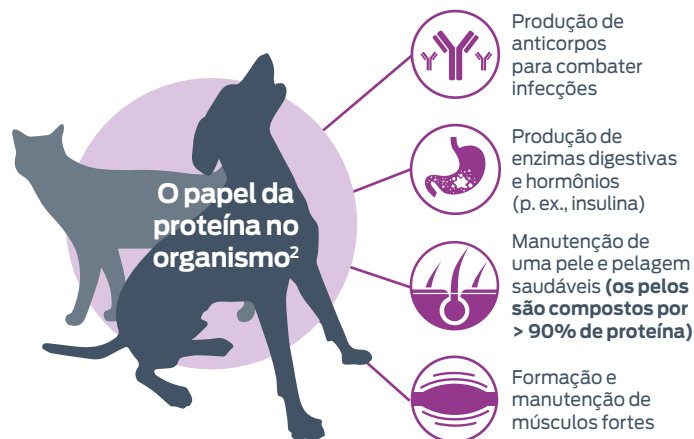 O papel da
proteína no
organismo²
Produção de
anticorpos
para combater
infecções
Produção de
enzimas digestivas
e hormônios
(p. ex., insulina)
Manutenção de
uma pele e pelagem
saudáveis (os pelos
são compostos por
> 90% de proteína)
Formação e
manutenção de
músculos fortes